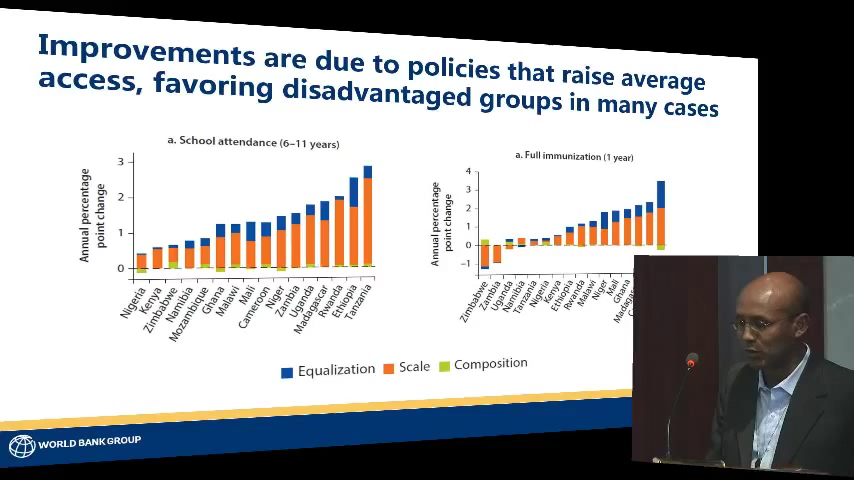 Improvements are due to policies that raise average
access, favoring disadvantaged groups in many cases
a. School attendance (6–11 years)
Annual percentage
point change
3
2
1
0
Nigeria
Kenya
Zimbabwe
Namibia
Mozambique
Ghana
Malawi
Mali
Cameroon
Niger
Zambia
Uganda
Madagascar
Rwanda
Ethiopia
Tanzania
a. Full immunization (1 year)
Annual percentage
point change
4
3
2
1
0
−1
Zimbabwe
Zambia
Uganda
Namibia
Tanzania
Nigeria
Kenya
Ethiopia
Rwanda
Malawi
Niger
Mali
Ghana
Equalization Scale Composition
WORLD BANK GROUP